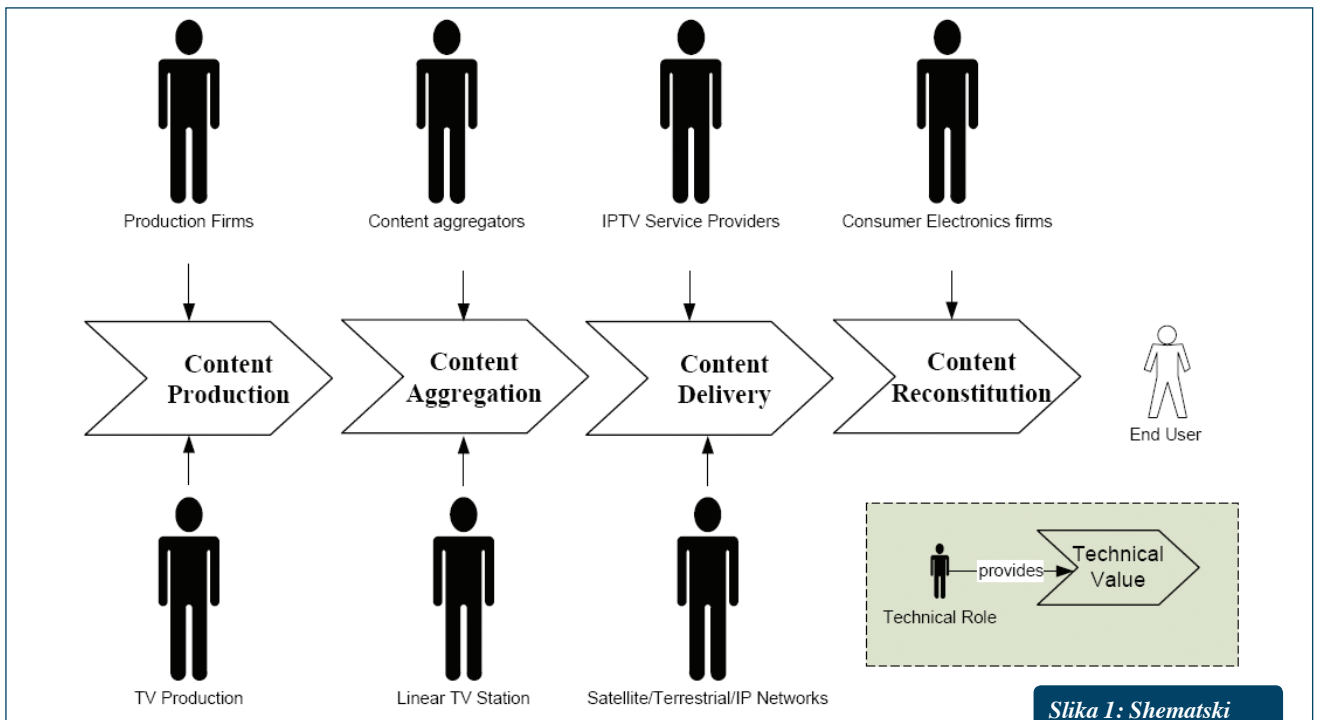 Production Firms
Content aggregators
IPTV Service Providers
Consumer Electronics firms
Content
Production
Content
Aggregation
Content
Delivery
Content
Reconstitution
End User
TV Production
Linear TV Station
Satellite/Terrestrial/IP Networks
provides
Technical
Value
Technical Role
Slika 1: Shematski